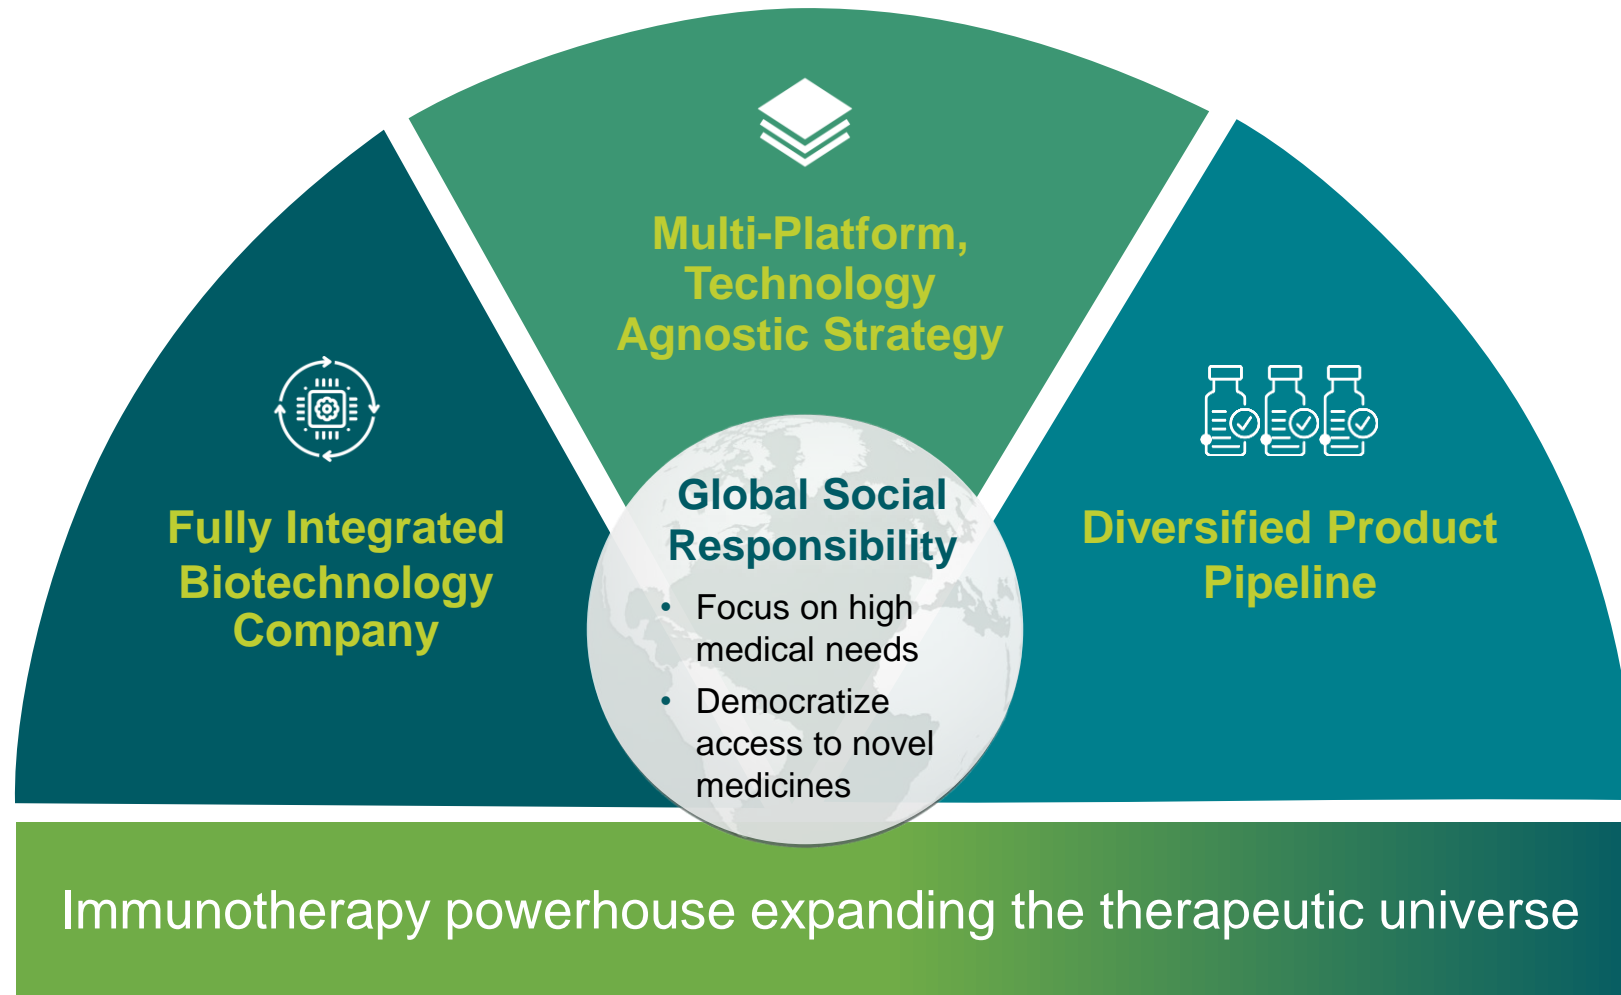 Multi-Platform,
Technology
Agnostic Strategy
Fully Integrated
Biotechnology
Company
Global Social
Responsibility
• Focus on high
medical needs
• Democratize
access to novel
medicines
Diversified Product
Pipeline
Immunotherapy powerhouse expanding the therapeutic universe